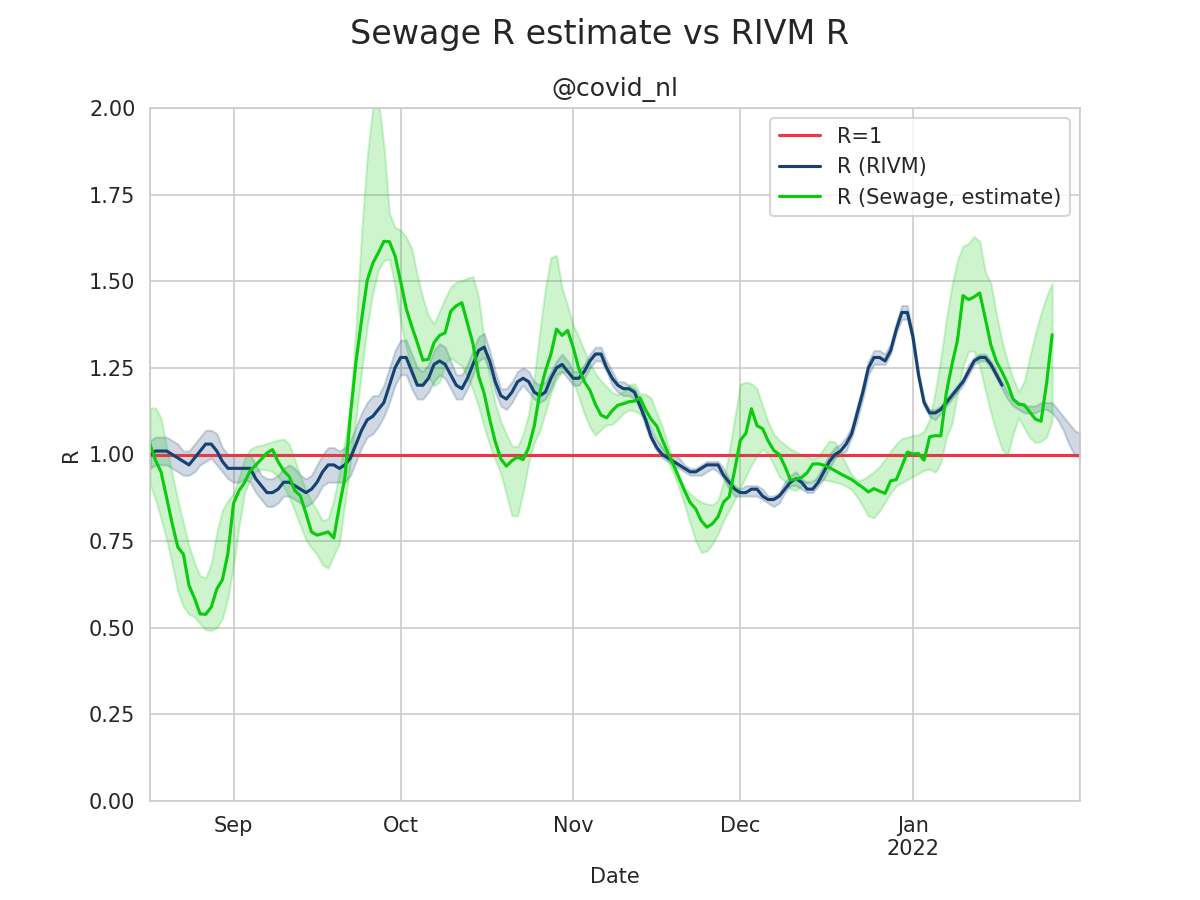 Sewage R estimate vs RIVM R
@covid_nl
R=1
R (RIVM)
R (Sewage, estimate)
2.00
1.75
1.50
1.25
1.00
0.75
0.50
0.25
0.00
R
Sep Oct Nov Dec Jan
2022
Date